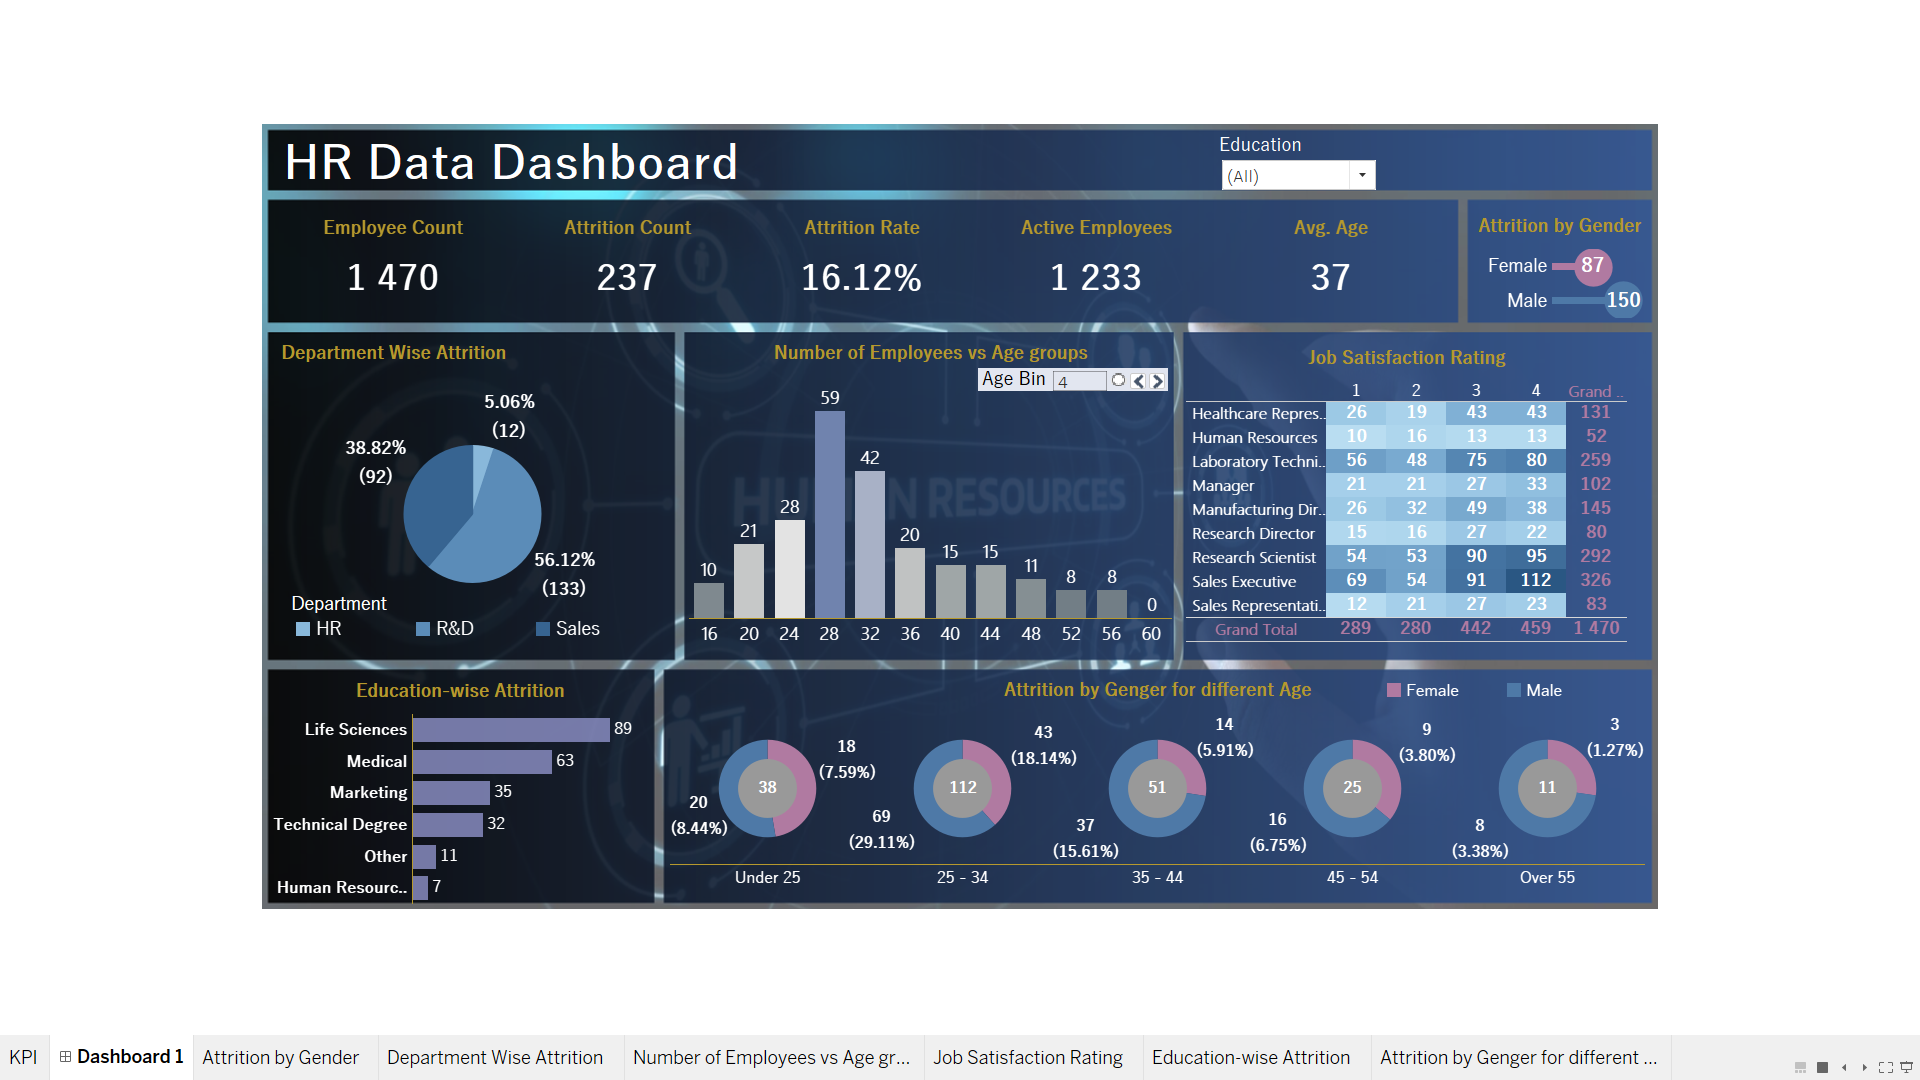 HR Data Dashboard
Education
(All)
Employee Count
Attrition Count
Attrition Rate
Active Employees
Avg. Age
1 470
237
16.12%
1 233
37
Attrition by Gender
Female 87
Male 150
Department Wise Attrition
5.06%
(12)
38.82%
(92)
56.12%
(133)
Department
HR
R&D
Sales
Number of Employees vs Age groups
Age Bin 4
59
42
28
21
20
15 15
11
10
8 8
0
16 20 24 28 32 36 40 44 48 52 56 60
HUMAN RESOURCES
Job Satisfaction Rating
1 2 3 4 Grand ..
Healthcare Repres.. 26 19 43 43 131
Human Resources 10 16 13 13 52
Laboratory Techni.. 56 48 75 80 259
Manager 21 21 27 33 102
Manufacturing Dir.. 26 32 49 38 145
Research Director 15 16 27 22 80
Research Scientist 54 53 90 95 292
Sales Executive 69 54 91 112 326
Sales Representati.. 12 21 27 23 83
Grand Total 289 280 442 459 1 470
Education-wise Attrition
Life Sciences 89
Medical 63
Marketing 35
Technical Degree 32
Other 11
Human Resourc.. 7
Attrition by Genger for different Age
Female
Male
18
(7.59%)
38
20
(8.44%)
43
(18.14%)
112
69
(29.11%)
14
(5.91%)
51
37
(15.61%)
9
(3.80%)
25
16
(6.75%)
3
(1.27%)
11
8
(3.38%)
Under 25
25 - 34
35 - 44
45 - 54
Over 55
KPI
Dashboard 1
Attrition by Gender
Department Wise Attrition
Number of Employees vs Age gr...
Job Satisfaction Rating
Education-wise Attrition
Attrition by Genger for different ...